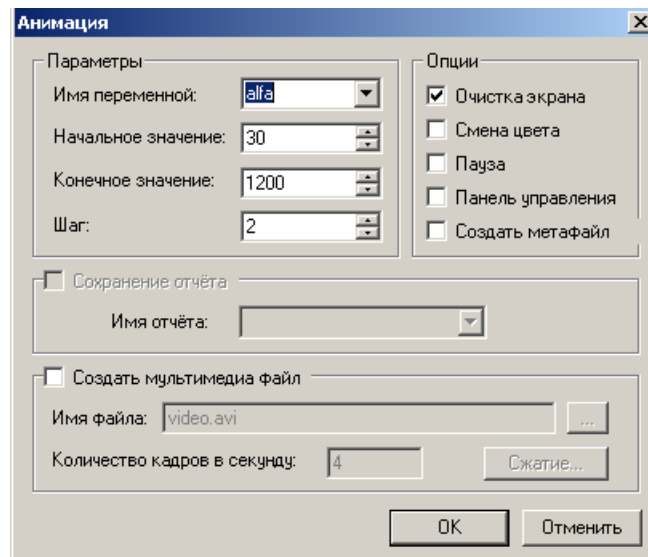 Анимация
Параметры
Имя переменной: alfa
Начальное значение: 30
Конечное значение: 1200
Шаг: 2
Опции
Очистка экрана
Смена цвета
Пауза
Панель управления
Создать метафайл
Сохранение отчёта
Имя отчёта:
Создать мультимедиа файл
Имя файла: video.avi ...
Количество кадров в секунду: 4 Сжатие...
OK Отменить